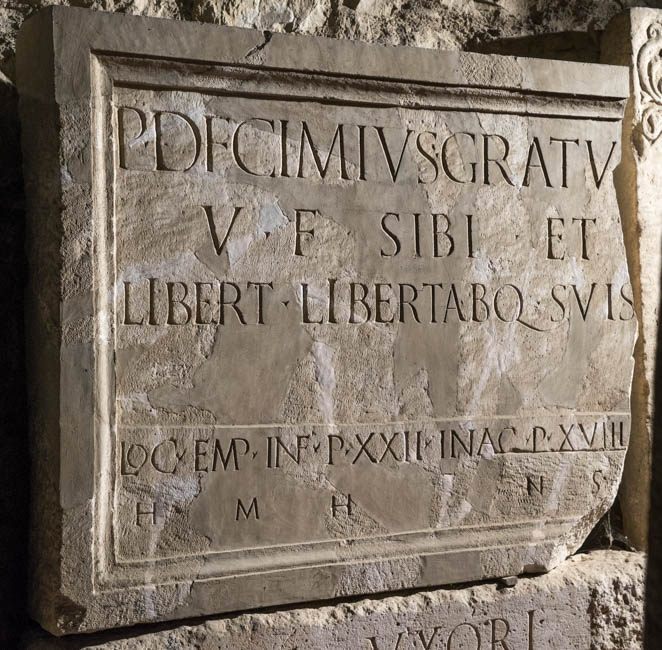 P·DECIMIVS GRATV
V·F SIBI ET
LIBERT·LIBERTABQ·SVIS
LOC·EMP·INF·P·XXII·INAG·P·XVIII
H M H N S
VXORI